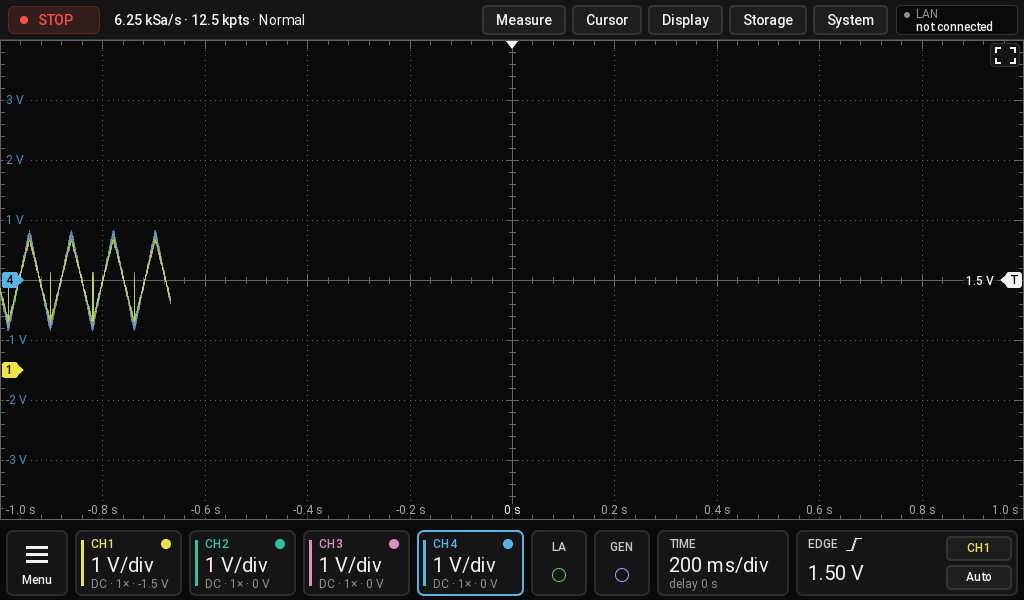 STOP
6.25 kSa/s · 12.5 kpts · Normal
Measure
Cursor
Display
Storage
System
LAN
not connected
3 V
2 V
1 V
4
1.5 V
T
-1 V
1
-2 V
-3 V
-1.0 s
-0.8 s
-0.6 s
-0.4 s
-0.2 s
0 s
0.2 s
0.4 s
0.6 s
0.8 s
1.0 s
Menu
CH1
1 V/div
DC · 1× · -1.5 V
CH2
1 V/div
DC · 1× · 0 V
CH3
1 V/div
DC · 1× · 0 V
CH4
1 V/div
DC · 1× · 0 V
LA
GEN
TIME
200 ms/div
delay 0 s
EDGE
1.50 V
CH1
Auto